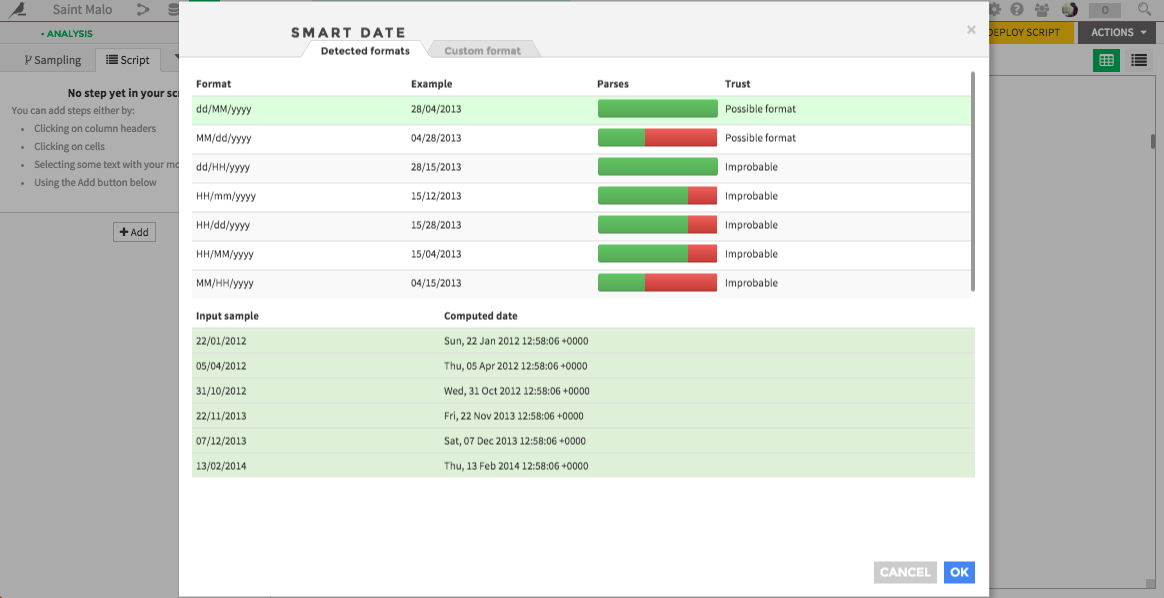 Saint Malo
0
• ANALYSIS
DEPLOY SCRIPT
ACTIONS
Sampling
Script
No step yet in your scr
You can add steps either by:
• Clicking on column headers
• Clicking on cells
• Selecting some text with your mo
• Using the Add button below
+ Add
SMART DATE
×
Detected formats
Custom format
Format Example Parses Trust
dd/MM/yyyy 28/04/2013 Possible format
MM/dd/yyyy 04/28/2013 Possible format
dd/HH/yyyy 28/15/2013 Improbable
HH/mm/yyyy 15/12/2013 Improbable
HH/dd/yyyy 15/28/2013 Improbable
HH/MM/yyyy 15/04/2013 Improbable
MM/HH/yyyy 04/15/2013 Improbable
Input sample Computed date
22/01/2012 Sun, 22 Jan 2012 12:58:06 +0000
05/04/2012 Thu, 05 Apr 2012 12:58:06 +0000
31/10/2012 Wed, 31 Oct 2012 12:58:06 +0000
22/11/2013 Fri, 22 Nov 2013 12:58:06 +0000
07/12/2013 Sat, 07 Dec 2013 12:58:06 +0000
13/02/2014 Thu, 13 Feb 2014 12:58:06 +0000
CANCEL
OK